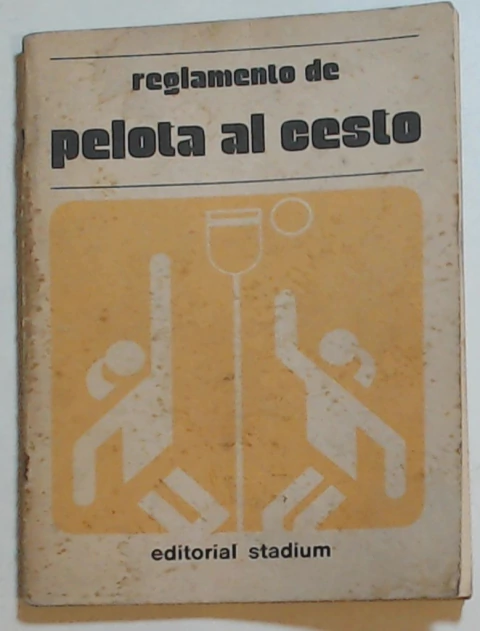 reglamento de
pelota al cesto
editorial stadium